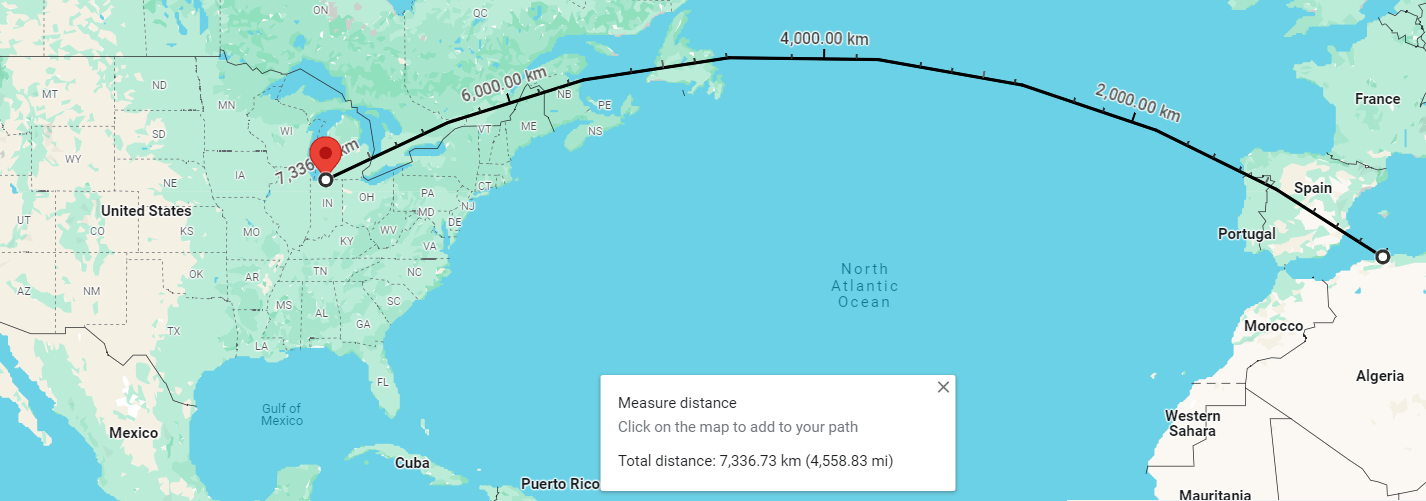 ON
QC
4,000.00 km
6,000.00 km
2,000.00 km
MT
ND
MN
NB
PE
France
SD
WI
VT
ME
NS
7,336 km
WY
NE
IA
IN
OH
PA
CT
Spain
United States
MD
NJ
UT
CO
KS
MO
KY
WV
DE
VA
Portugal
OK
AR
TN
NC
AZ
NM
MS
AL
SC
GA
North
Atlantic
Ocean
TX
LA
Morocco
FL
Algeria
Gulf of
Mexico
Mexico
Cuba
Puerto Rico
Western
Sahara
Mauritania
Measure distance
Click on the map to add to your path
Total distance: 7,336.73 km (4,558.83 mi)